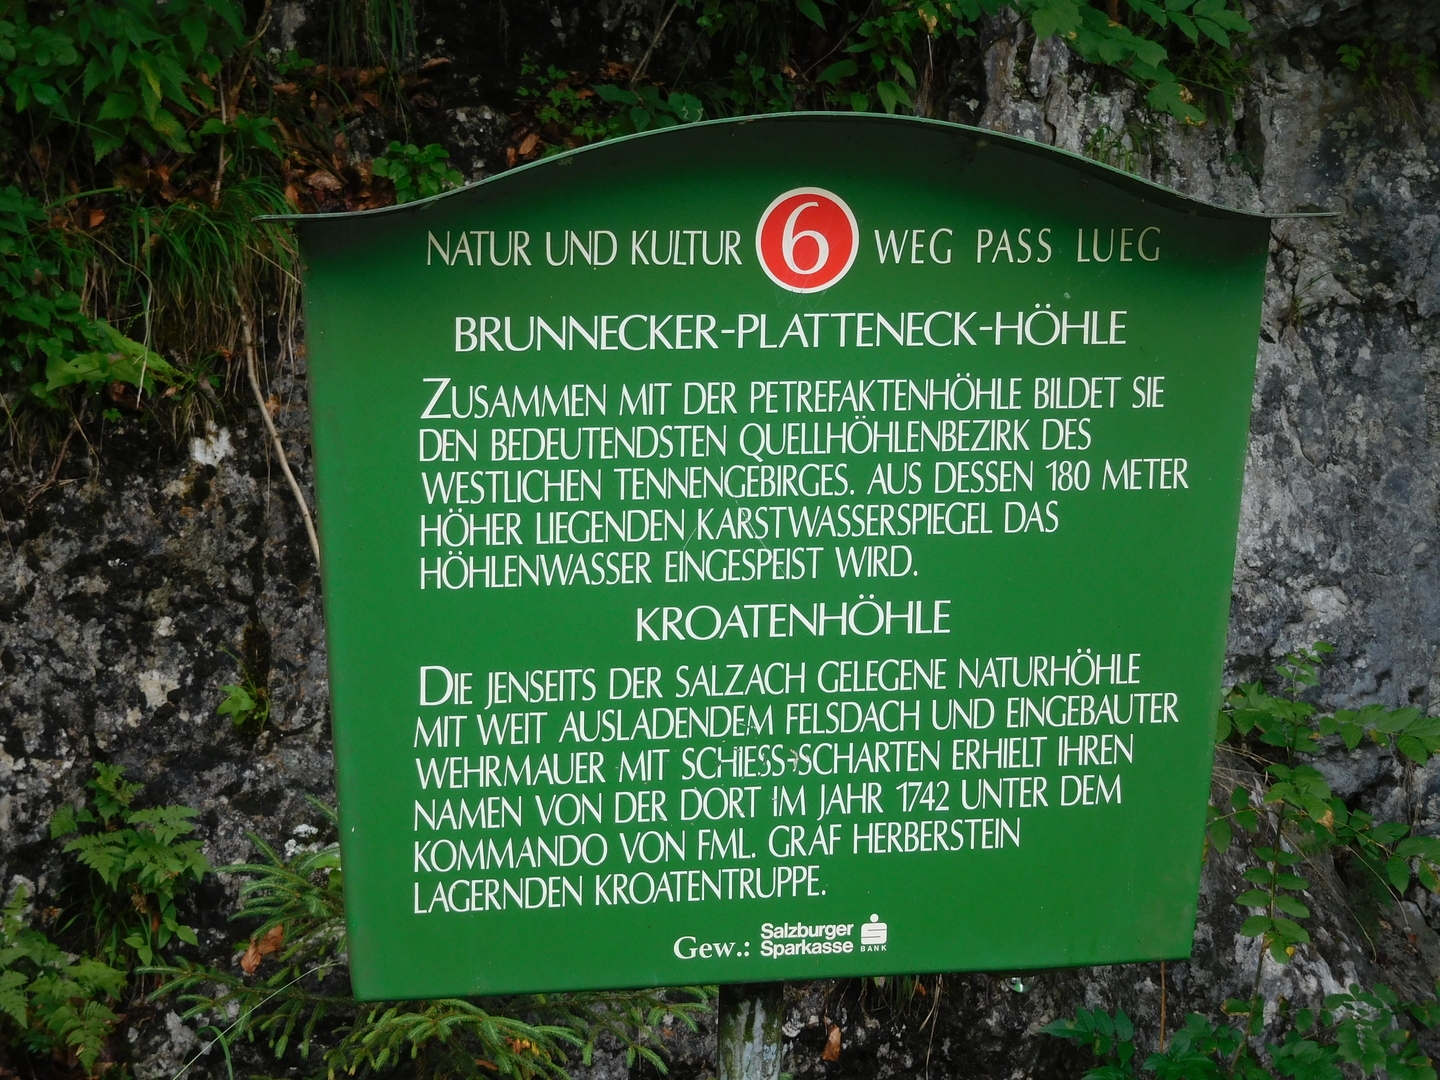 NATUR UND KULTUR 6 WEG PASS LUEG
BRUNNECKER-PLATTENECK-HÖHLE
ZUSAMMEN MIT DER PETREFAKTENHÖHLE BILDET SIE
DEN BEDEUTENDSTEN QUELLHÖHLENBEZIRK DES
WESTLICHEN TENNENGEBIRGES. AUS DESSEN 180 METER
HÖHER LIEGENDEN KARSTWASSERSPIEGEL DAS
HÖHLENWASSER EINGESPEIST WIRD.
KROATENHÖHLE
DIE JENSEITS DER SALZACH GELEGENE NATURHÖHLE
MIT WEIT AUSLADENDEM FELSDACH UND EINGEBAUTER
WEHRMAUER MIT SCHIESS-SCHARTEN ERHIELT IHREN
NAMEN VON DER DORT IM JAHR 1742 UNTER DEM
KOMMANDO VON FML. GRAF HERBERSTEIN
LAGERNDEN KROATENTRUPPE.
Gew.: Salzburger Sparkasse BANK